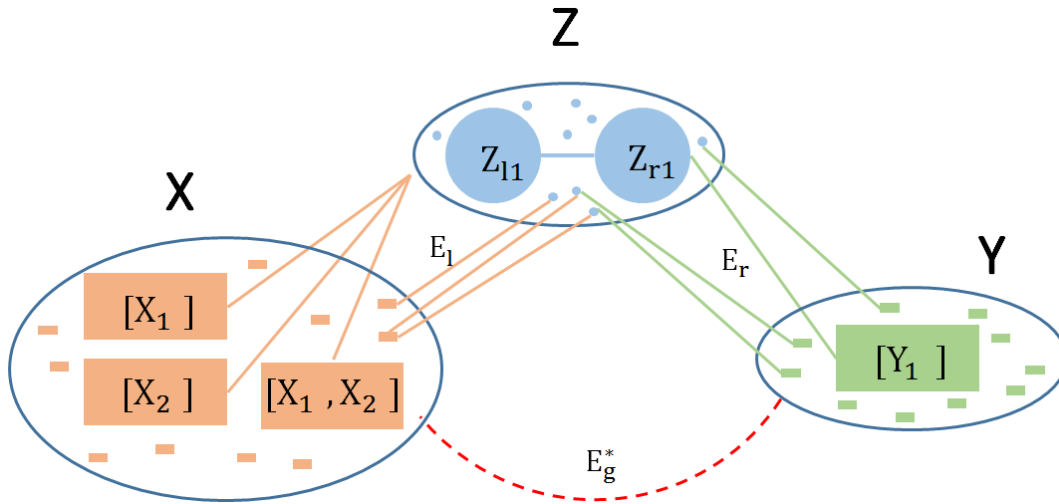 Z
Z_l1
Z_r1
X
E_l
E_r
Y
[X_1 ]
[X_2 ]
[X_1 , X_2 ]
[Y_1 ]
E_g^*